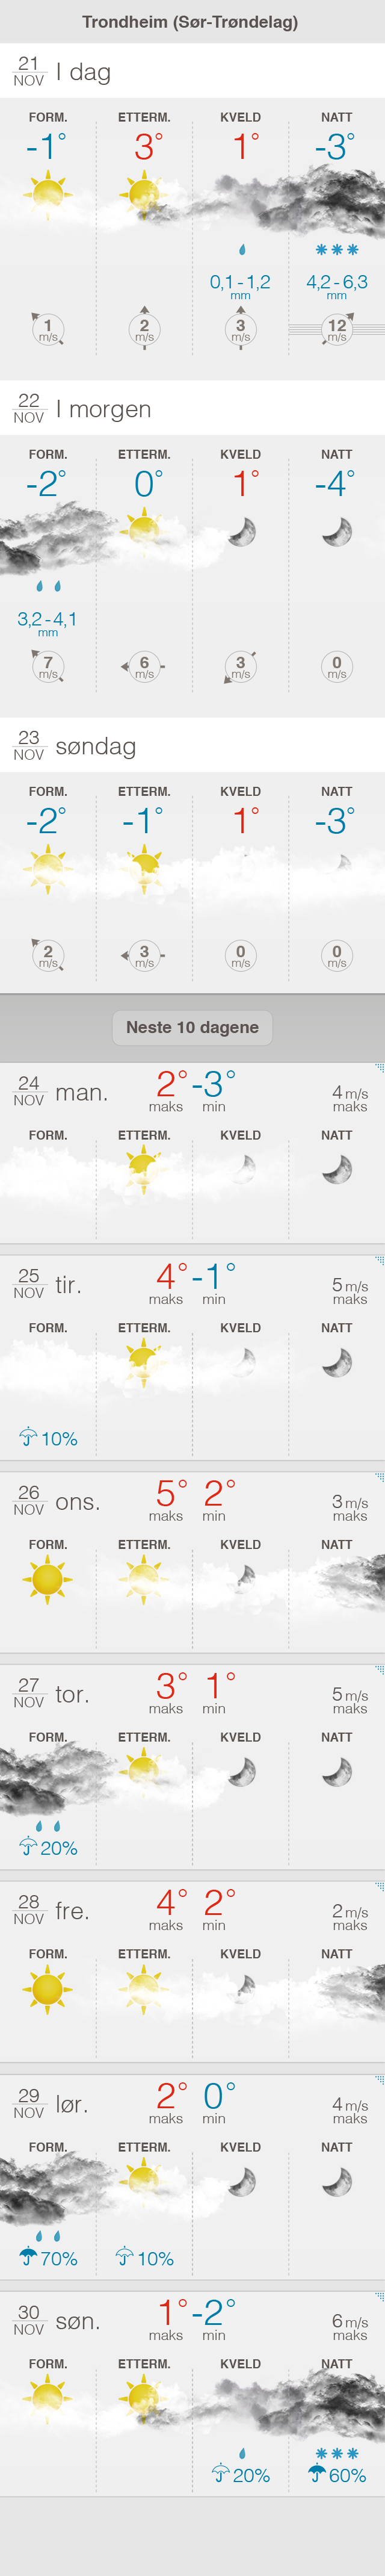 Trondheim (Sør-Trøndelag)
21
NOV
I dag
FORM. ETTERM. KVELD NATT
-1° 3° 1° -3°
0,1-1,2 4,2-6,3
mm mm
1 2 3 12
m/s m/s m/s m/s
22
NOV
I morgen
FORM. ETTERM. KVELD NATT
-2° 0° 1° -4°
3,2-4,1
mm
7 6 3 0
m/s m/s m/s m/s
23
NOV
søndag
FORM. ETTERM. KVELD NATT
-2° -1° 1° -3°
2 3 0 0
m/s m/s m/s m/s
Neste 10 dagene
24
NOV
man.
2° -3°
maks min
4 m/s
maks
FORM. ETTERM. KVELD NATT
25
NOV
tir.
4° -1°
maks min
5 m/s
maks
FORM. ETTERM. KVELD NATT
10%
26
NOV
ons.
5° 2°
maks min
3 m/s
maks
FORM. ETTERM. KVELD NATT
27
NOV
tor.
3° 1°
maks min
5 m/s
maks
FORM. ETTERM. KVELD NATT
20%
28
NOV
fre.
4° 2°
maks min
2 m/s
maks
FORM. ETTERM. KVELD NATT
29
NOV
lør.
2° 0°
maks min
4 m/s
maks
FORM. ETTERM. KVELD NATT
70% 10%
30
NOV
søn.
1° -2°
maks min
6 m/s
maks
FORM. ETTERM. KVELD NATT
20% 60%